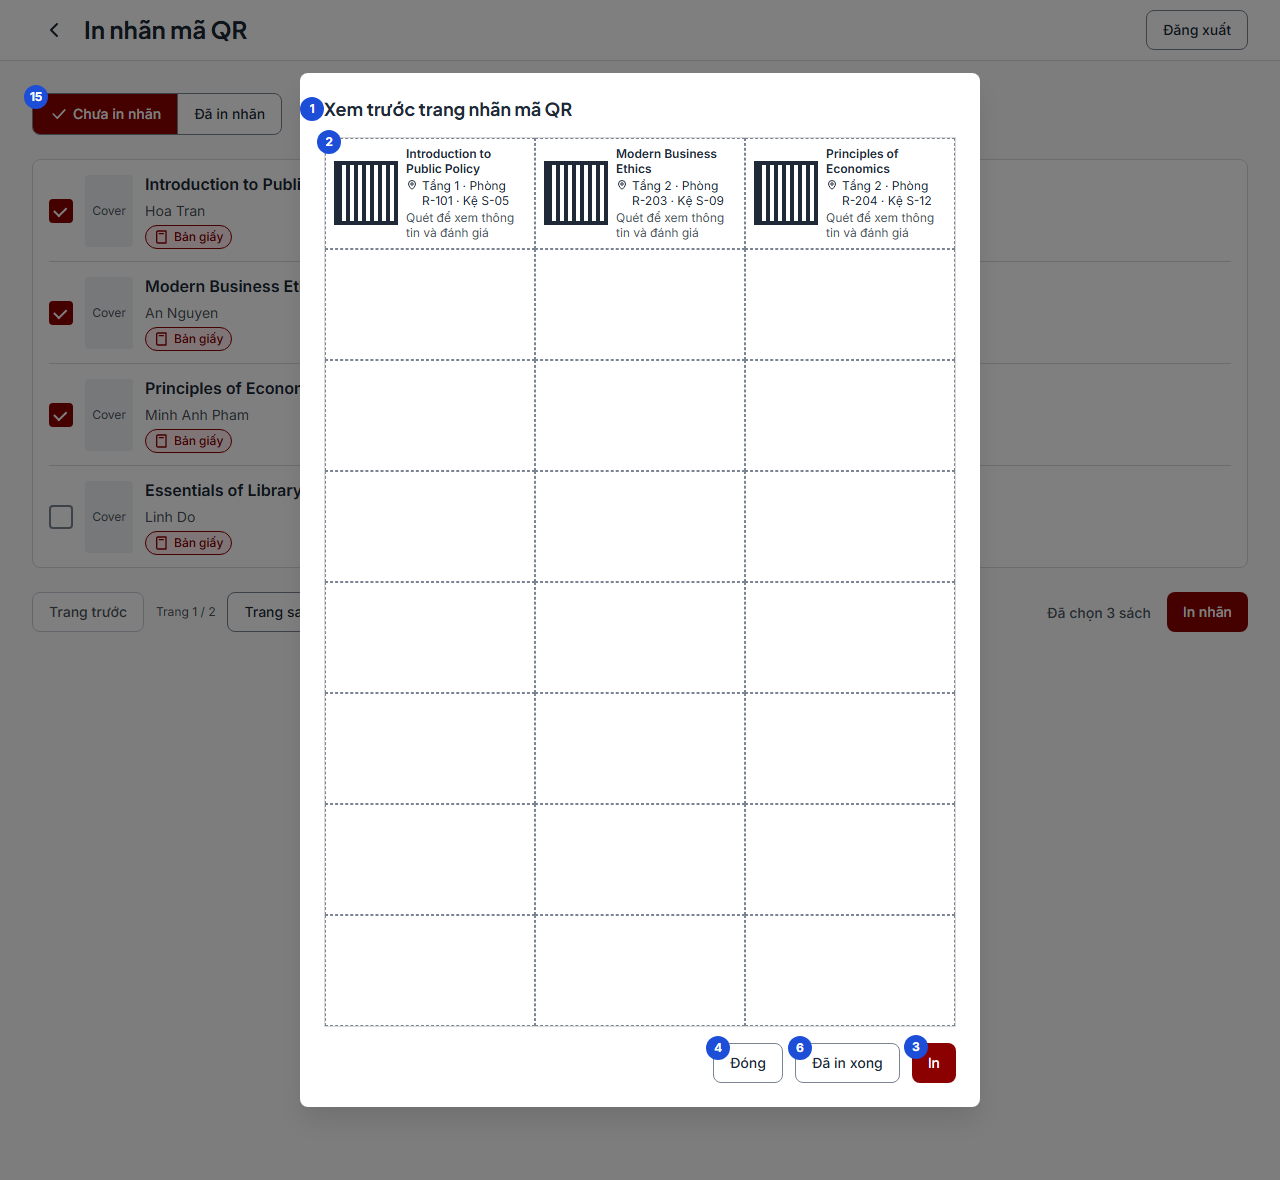 In nhãn mã QR
Đăng xuất
15
Chưa in nhãn
Đã in nhãn
Cover
Introduction to Publi
Hoa Tran
Bản giấy
Cover
Modern Business Et
An Nguyen
Bản giấy
Cover
Principles of Econor
Minh Anh Pham
Bản giấy
Cover
Essentials of Library
Linh Do
Bản giấy
Trang trước
Trang 1 / 2
Trang sa
Đã chọn 3 sách
In nhãn
1
Xem trước trang nhãn mã QR
2
Introduction to
Public Policy
Tầng 1 · Phòng
R-101 · Kệ S-05
Quét để xem thông
tin và đánh giá
Modern Business
Ethics
Tầng 2 · Phòng
R-203 · Kệ S-09
Quét để xem thông
tin và đánh giá
Principles of
Economics
Tầng 2 · Phòng
R-204 · Kệ S-12
Quét để xem thông
tin và đánh giá
4
Đóng
6
Đã in xong
3
In